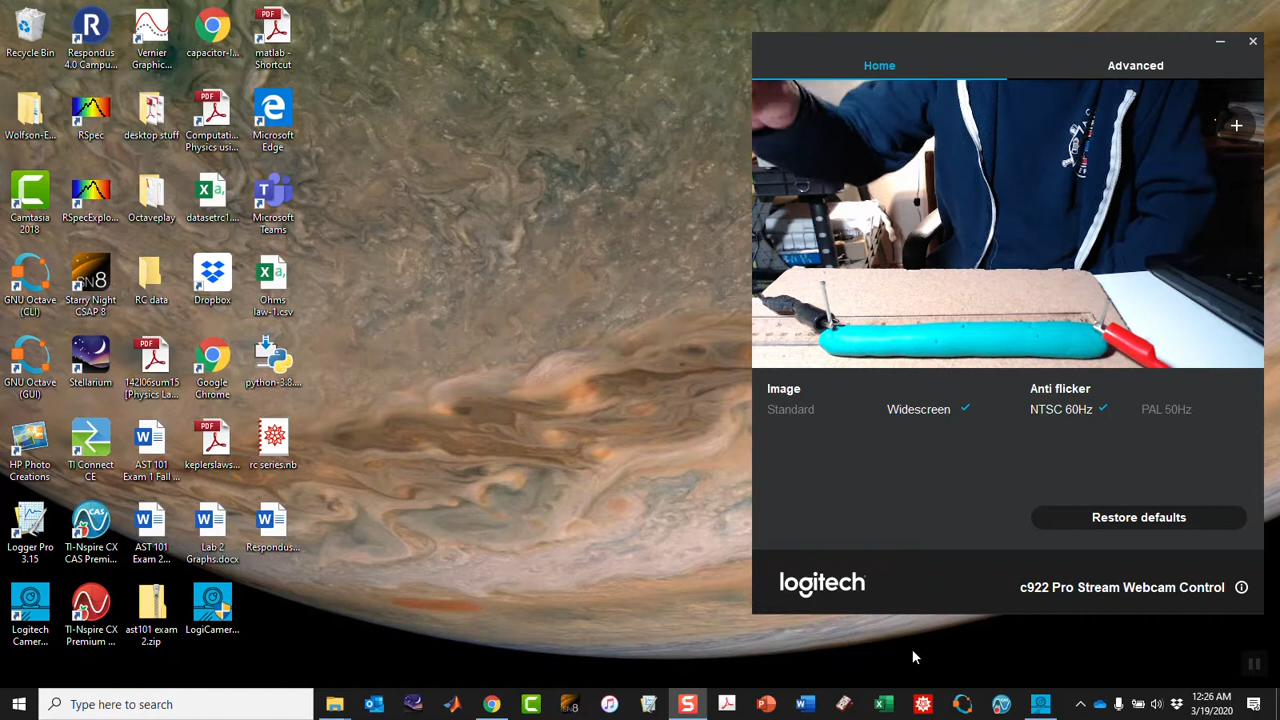 Recycle Bin
Respondus
4.0 Campu...
Vernier
Graphic...
capacitor-l...
PDF
matlab -
Shortcut
Wolfson-E...
RSpec
desktop stuff
PDF
Computati...
Physics usi...
Microsoft
Edge
Camtasia
2018
RSpecExplo...
Octaveplay
datasetrc1....
Microsoft
Teams
GNU Octave
(CLI)
SN8
Starry Night
CSAP 8
RC data
Dropbox
Ohms
law-1.csv
GNU Octave
(GUI)
Stellarium
PDF
142l06sum15
[Physics La...
Google
Chrome
python-3.8....
HP Photo
Creations
TI Connect
CE
AST 101
Exam 1 Fall ...
PDF
keplerslaws...
rc series.nb
Logger Pro
3.15
CAS
TI-Nspire CX
CAS Premi...
AST 101
Exam 2...
Lab 2
Graphs.docx
Respondus...
Logitech
Camer...
TI-Nspire CX
Premium ...
ast101 exam
2.zip
LogiCamer...
Home
Advanced
Image
Anti flicker
Standard
Widescreen
NTSC 60Hz
PAL 50Hz
Restore defaults
logitech
c922 Pro Stream Webcam Control
Type here to search
12:26 AM
3/19/2020